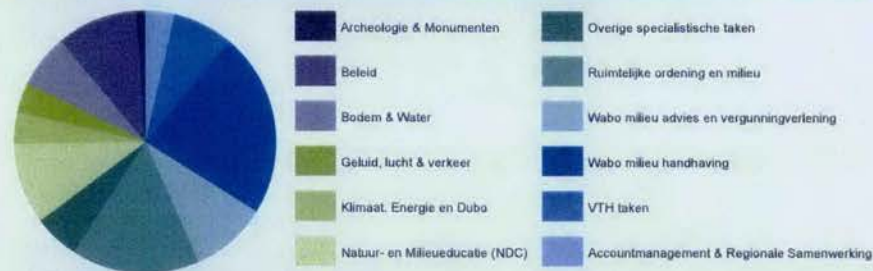 Archeologie & Monumenten
Beleid
Bodem & Water
Geluid, lucht & verkeer
Klimaat. Energie en Dubo
Natuur- en Milieueducatie (NDC)
Overige specialistische taken
Ruimtelijke ordening en milieu
Wabo milieu advies en vergunningverlening
Wabo milieu handhaving
VTH taken
Accountmanagement & Regionale Samenwerking